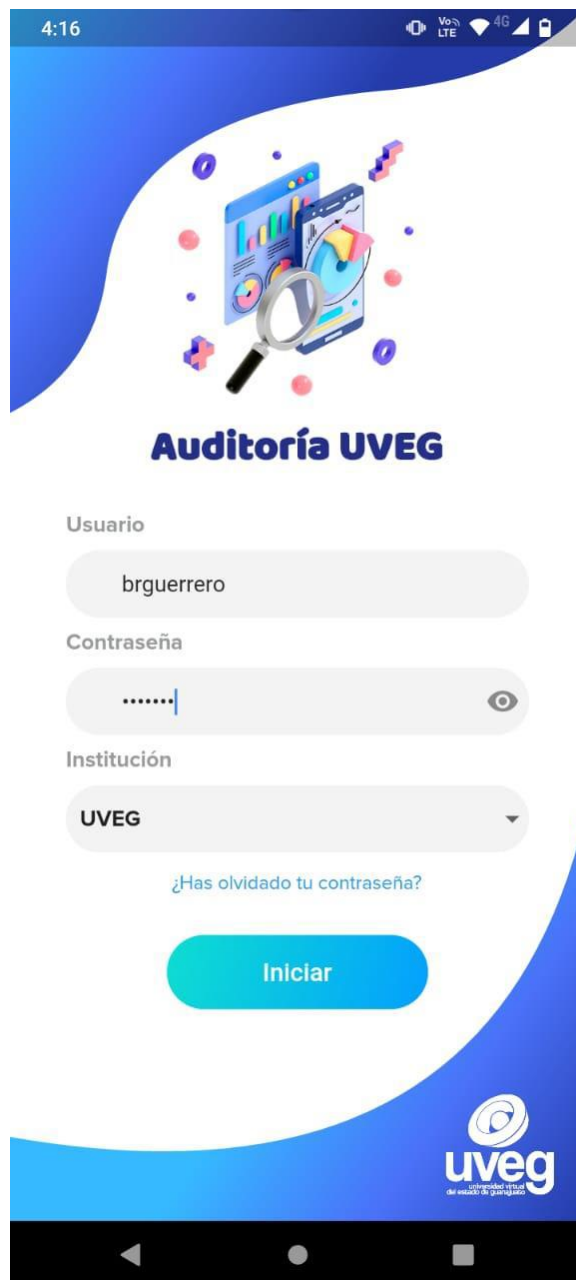 4:16
Vo LTE 4G
Auditoría UVEG
Usuario
brguerrero
Contraseña
•••••••
Institución
UVEG
¿Has olvidado tu contraseña?
Iniciar
uveg
universidad virtual
del estado de guanajuato